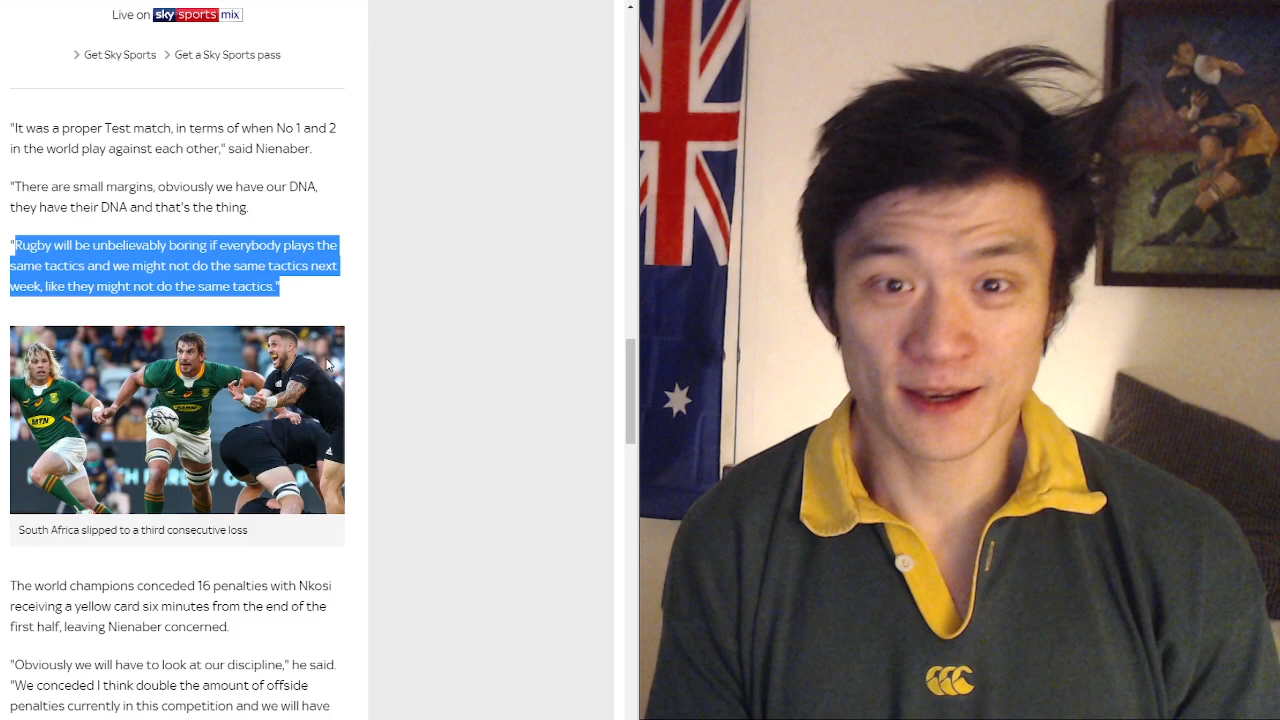 Live on sky sports mix
Get Sky Sports Get a Sky Sports pass
"It was a proper Test match, in terms of when No 1 and 2
in the world play against each other," said Nienaber.
"There are small margins, obviously we have our DNA,
they have their DNA and that's the thing.
"Rugby will be unbelievably boring if everybody plays the
same tactics and we might not do the same tactics next
week, like they might not do the same tactics."
MTN
MTN
South Africa slipped to a third consecutive loss
The world champions conceded 16 penalties with Nkosi
receiving a yellow card six minutes from the end of the
first half, leaving Nienaber concerned.
"Obviously we will have to look at our discipline," he said.
"We conceded I think double the amount of offside
penalties currently in this competition and we will have